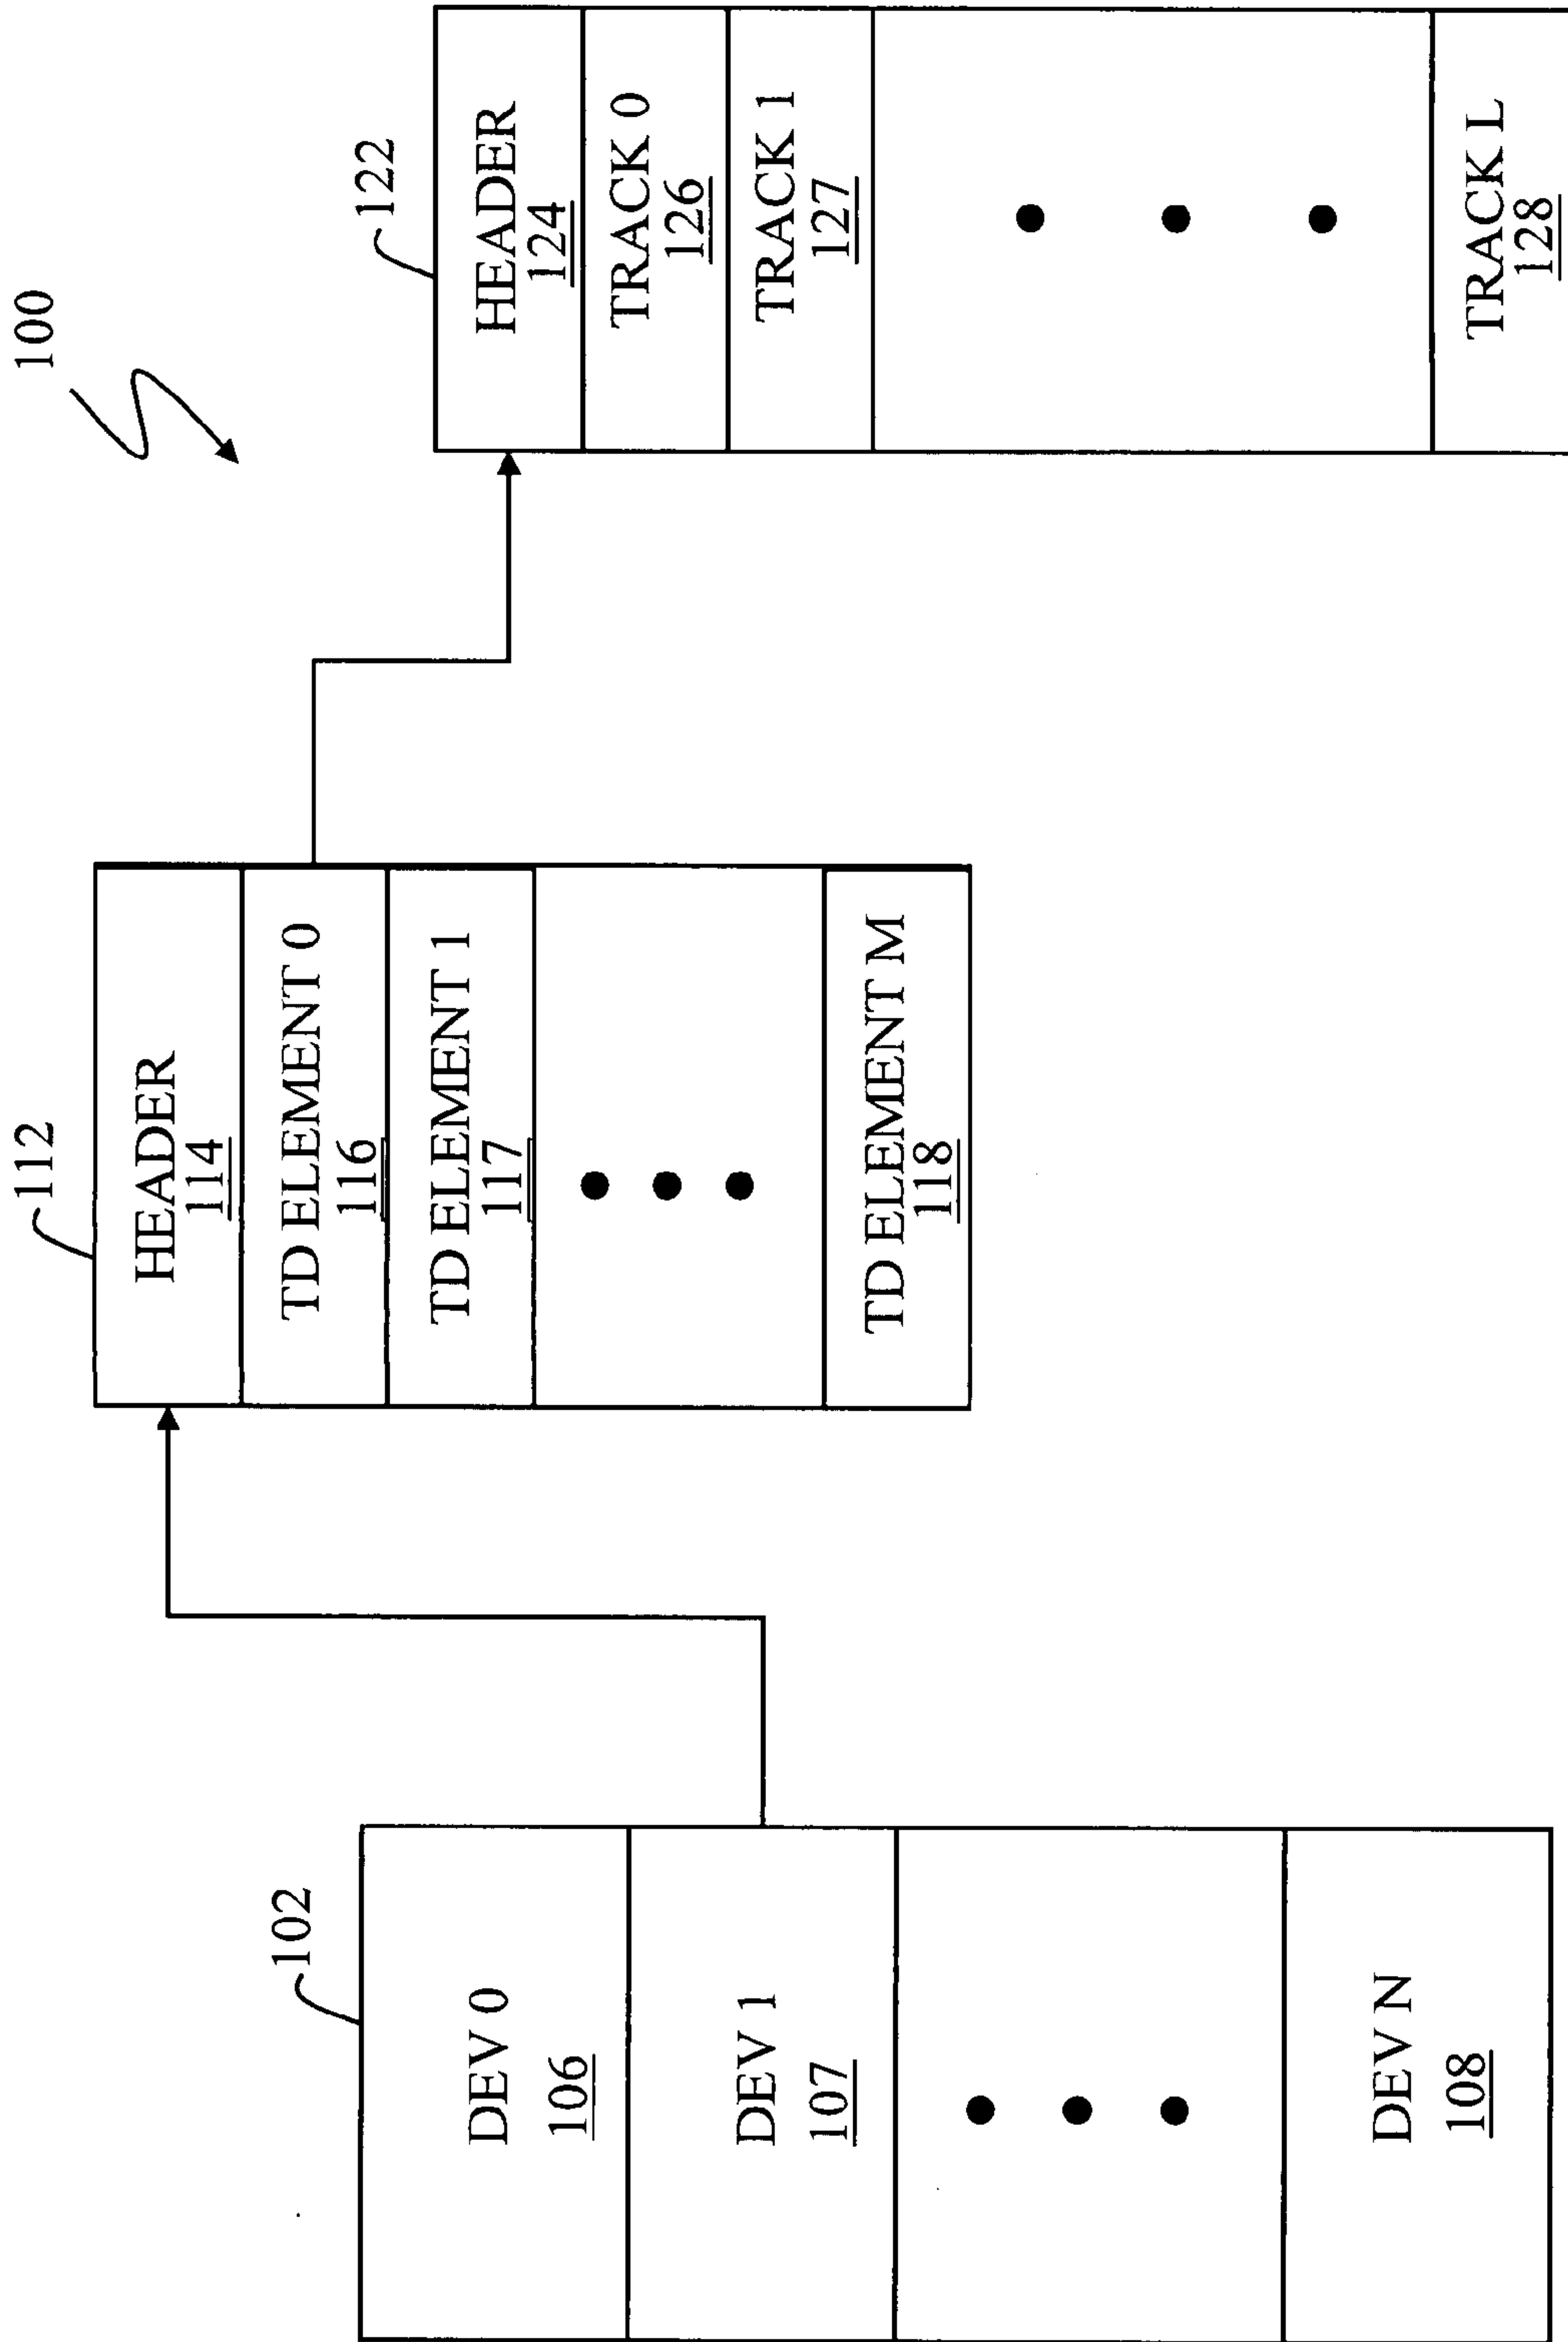 100
102
DEV 0
106
DEV 1
107
DEV N
108
112
HEADER
114
TD ELEMENT 0
116
TD ELEMENT 1
117
TD ELEMENT M
118
122
HEADER
124
TRACK 0
126
TRACK 1
127
TRACK L
128